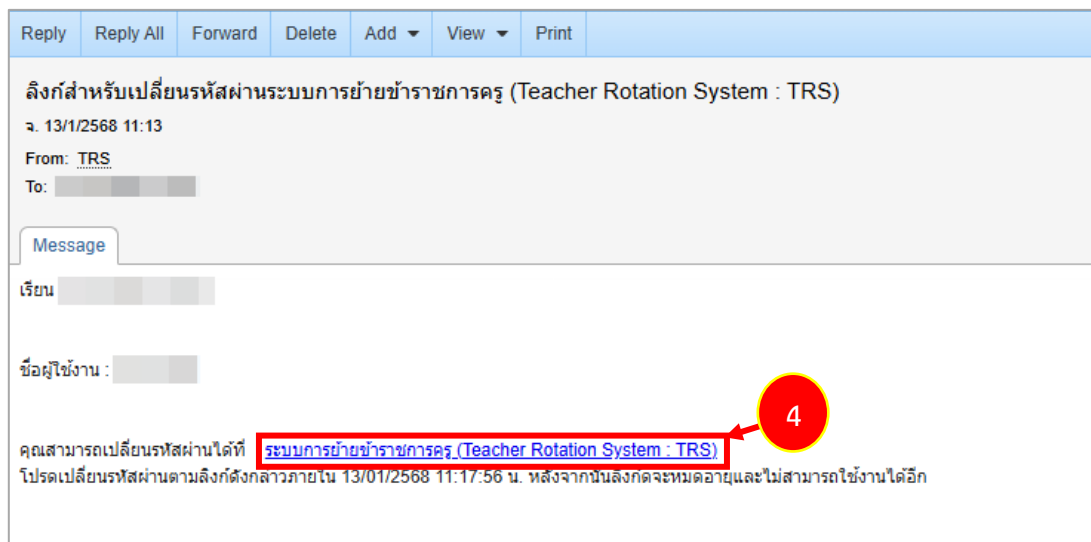 Reply Reply All Forward Delete Add View Print
ลิงก์สำหรับเปลี่ยนรหัสผ่านระบบการย้ายข้าราชการครู (Teacher Rotation System : TRS)
จ. 13/1/2568 11:13
From: TRS
To:
Message
เรียน
ชื่อผู้ใช้งาน :
4
คุณสามารถเปลี่ยนรหัสผ่านได้ที่ ระบบการย้ายข้าราชการครู (Teacher Rotation System : TRS)
โปรดเปลี่ยนรหัสผ่านตามลิงก์ดังกล่าวภายใน 13/01/2568 11:17:56 น. หลังจากนั้นลิงก์ดจะหมดอายุและไม่สามารถใช้งานได้อีก